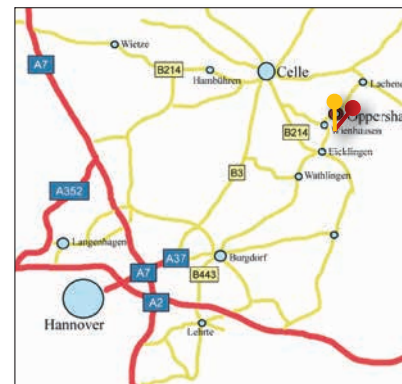 A7
Wietze
Celle
B214
Hambühren
Lachend
Oppersha
Wienhausen
B214
Eicklingen
B3
Wathlingen
A352
Langenhagen
A37
Burgdorf
A7
B443
A2
Hannover
Lehrte